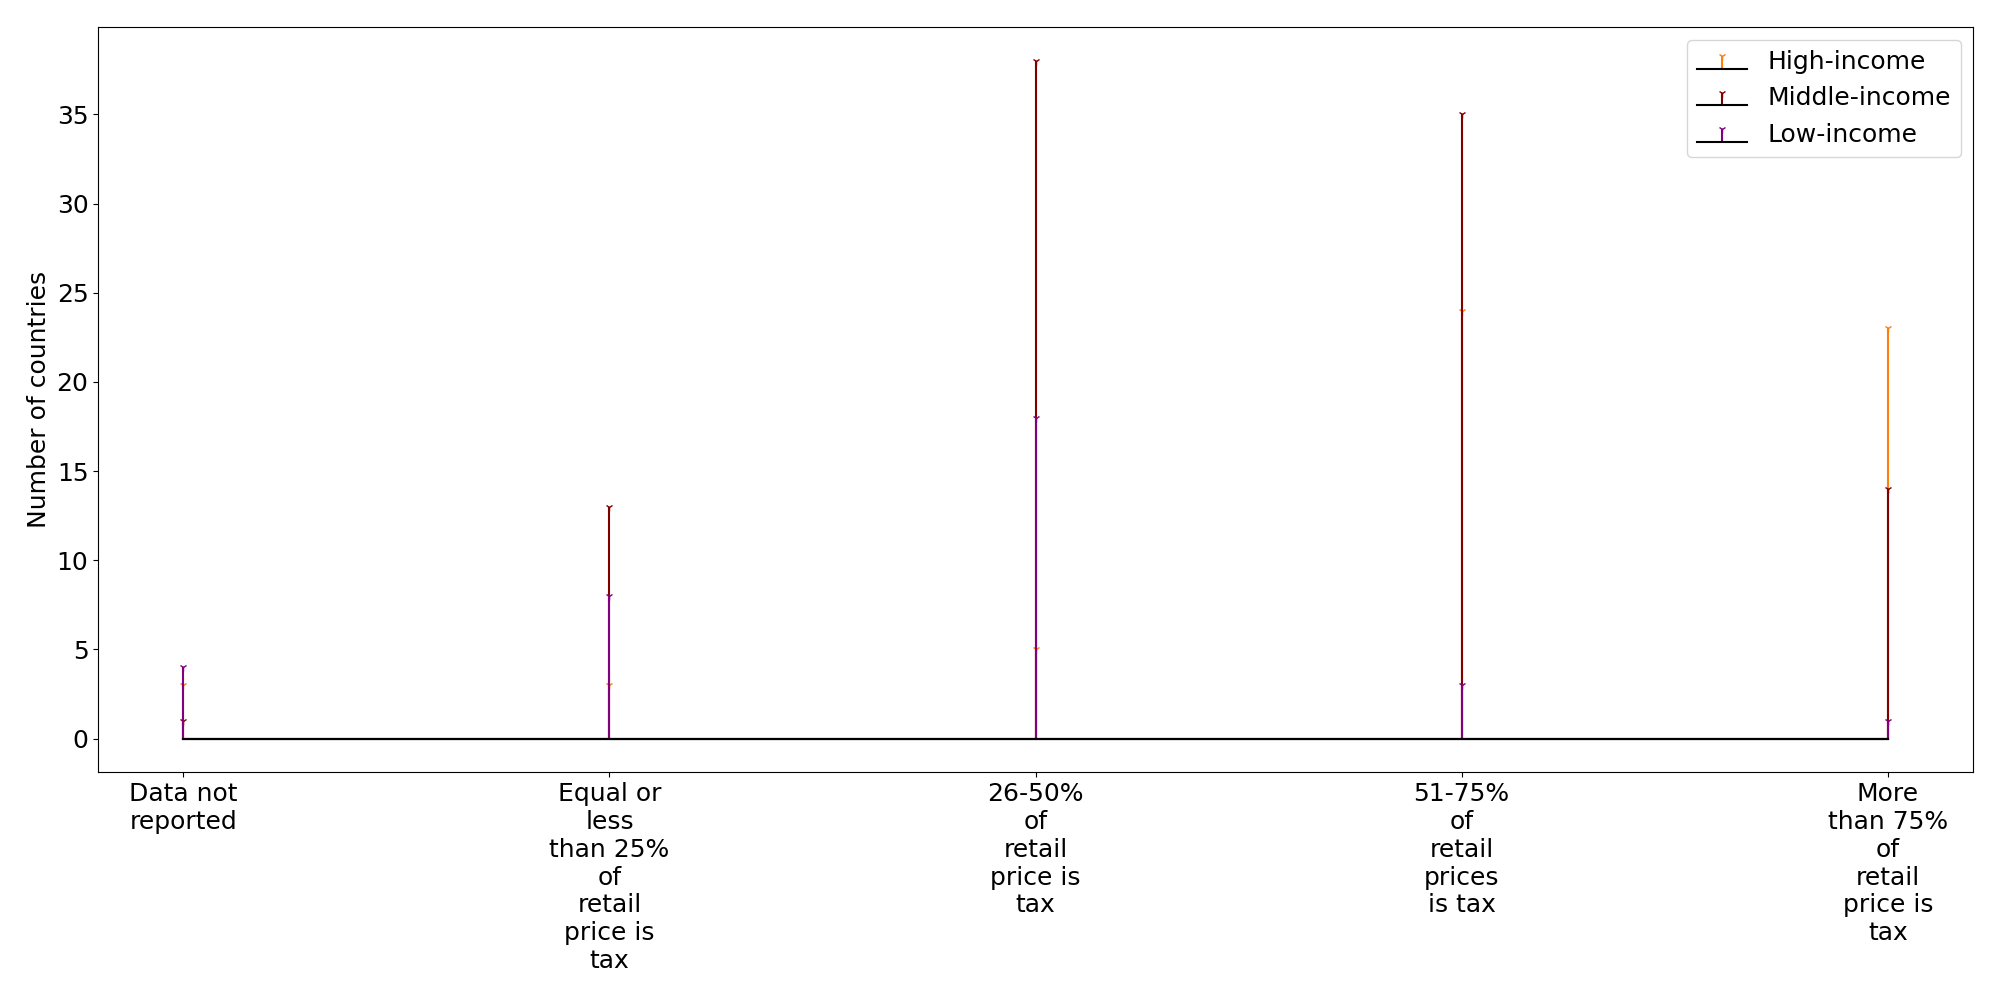 High-income
Middle-income
Low-income
Number of countries
35
30
25
20
15
10
5
0
Data not
reported
Equal or
less
than 25%
of
retail
price is
tax
26-50%
of
retail
price is
tax
51-75%
of
retail
prices
is tax
More
than 75%
of
retail
price is
tax